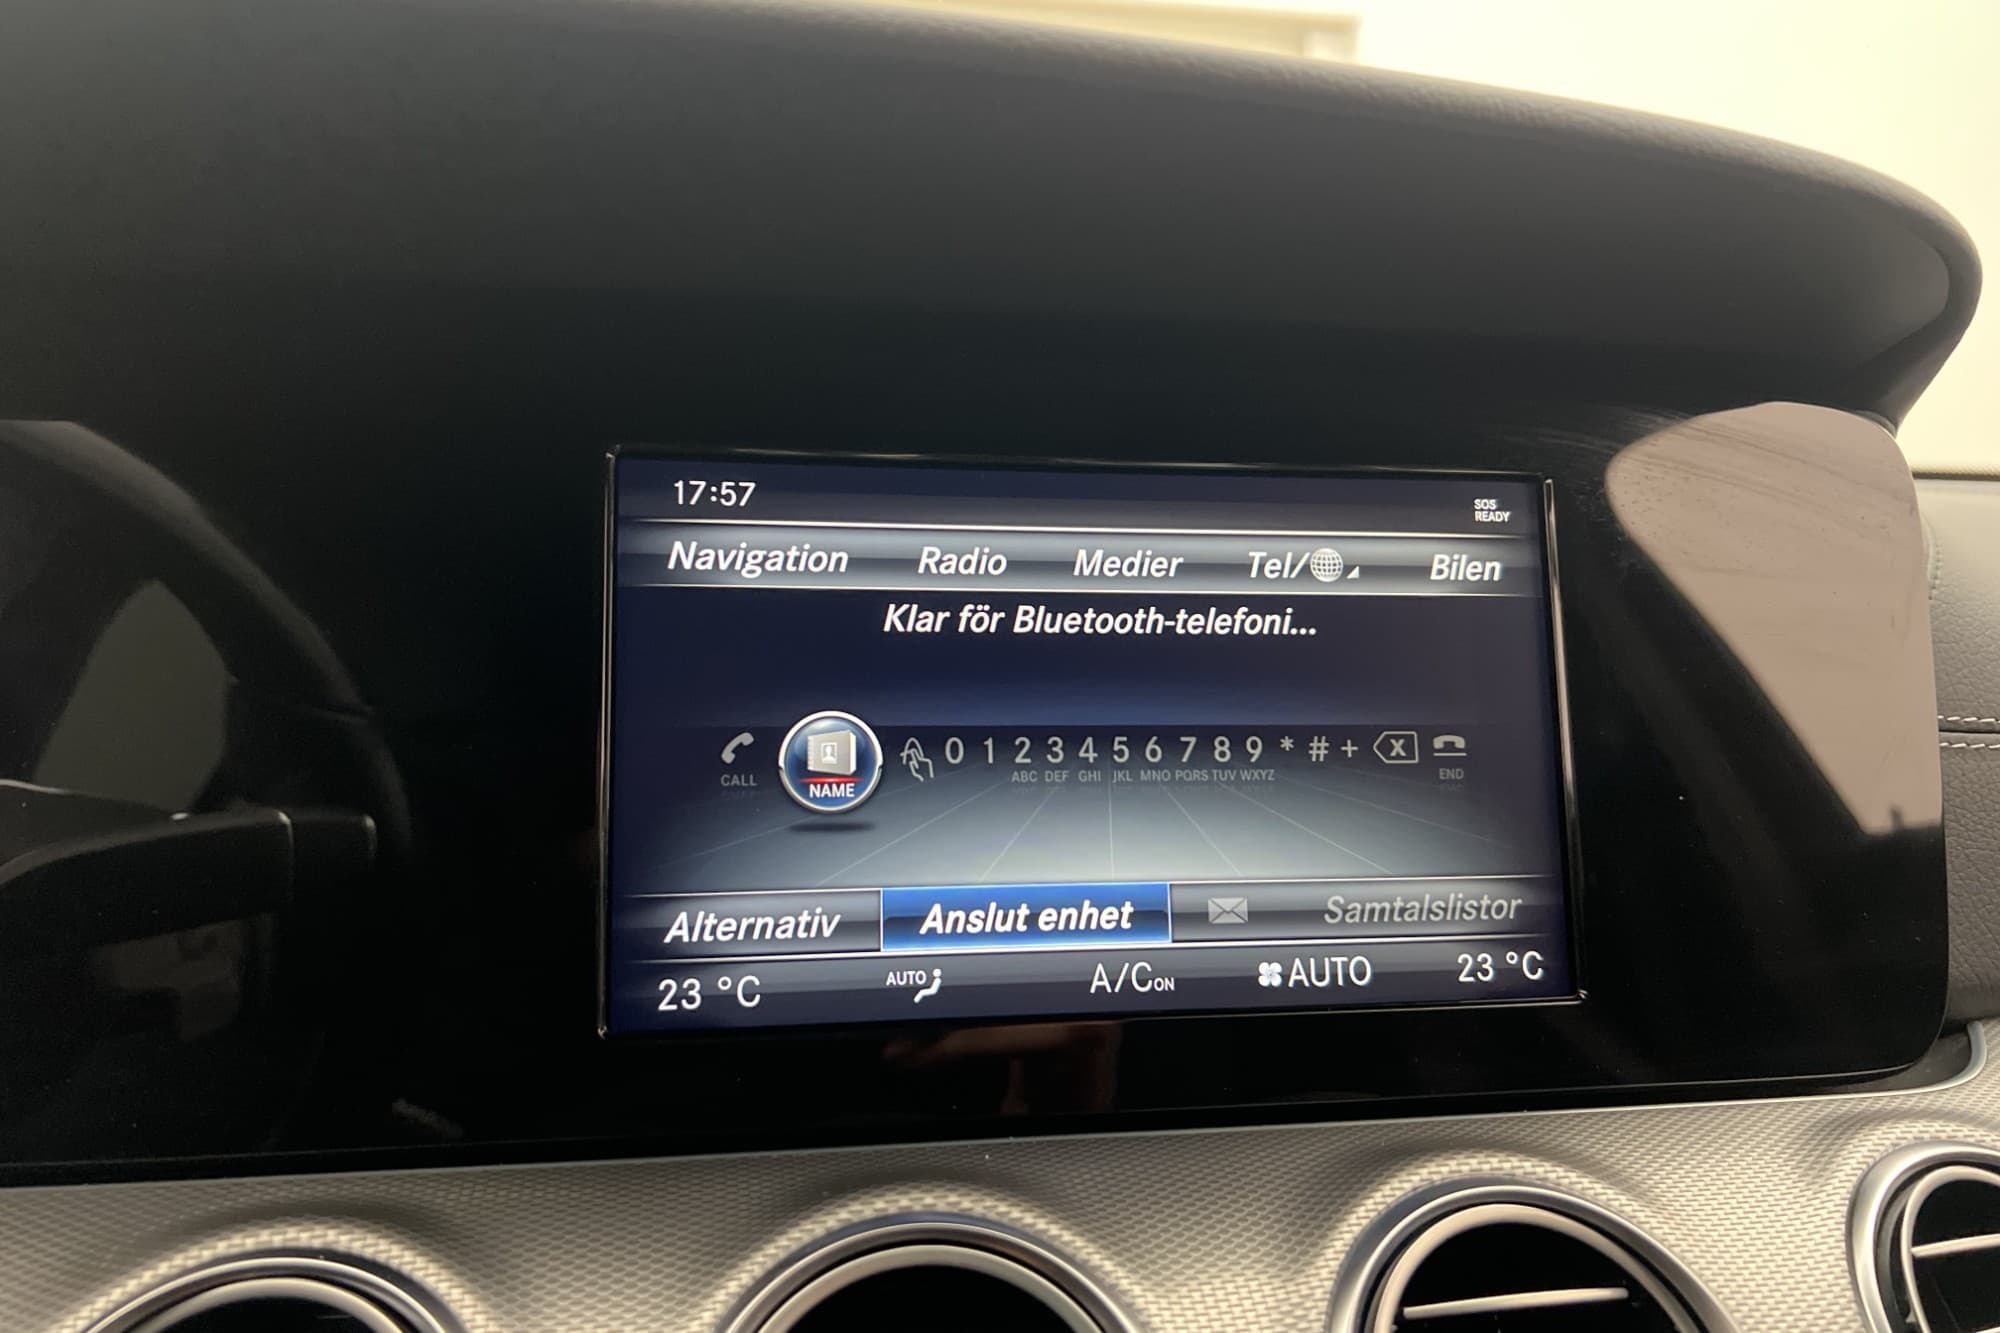 17:57
SOS
READY
Navigation Radio Medier Tel/ Bilen
Klar för Bluetooth-telefoni...
CALL NAME 0 1 2 3 4 5 6 7 8 9 * # + X END
ABC DEF GHI JKL MNO PQRS TUV WXYZ
Alternativ Anslut enhet Samtalslistor
23 °C AUTO A/C ON AUTO 23 °C